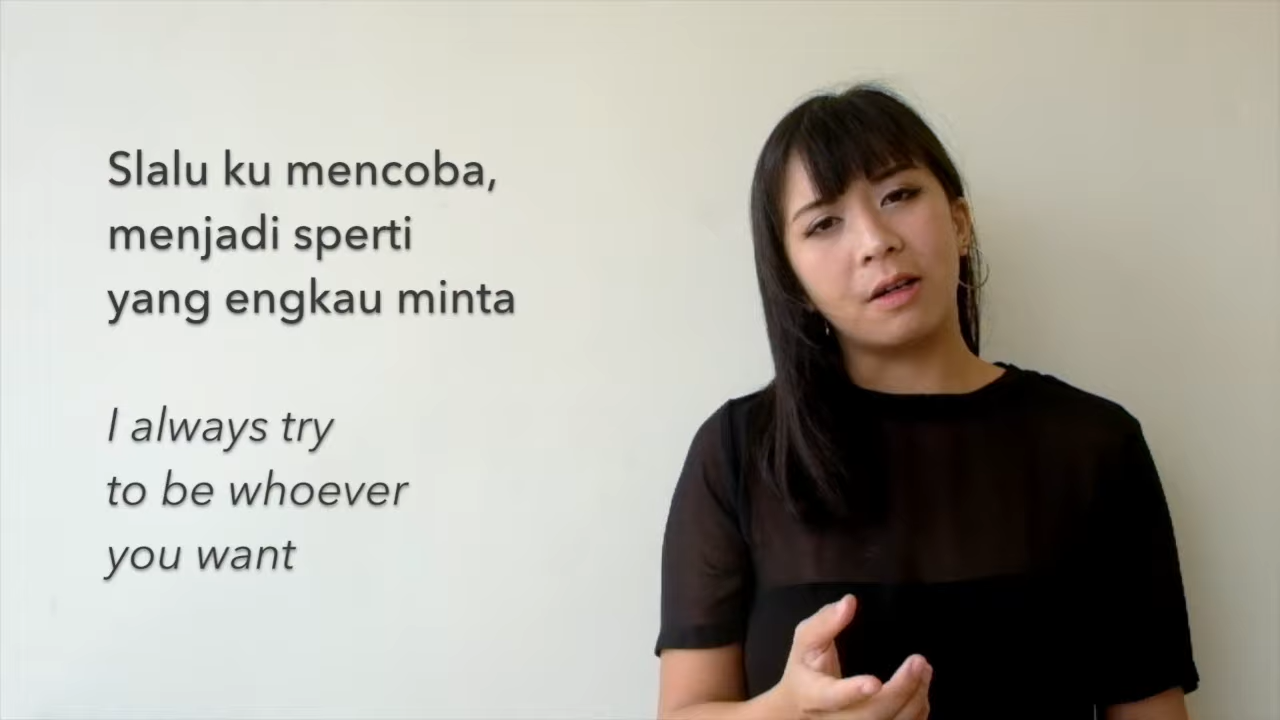 Slalu ku mencoba,
menjadi sperti
yang engkau minta
I always try
to be whoever
you want